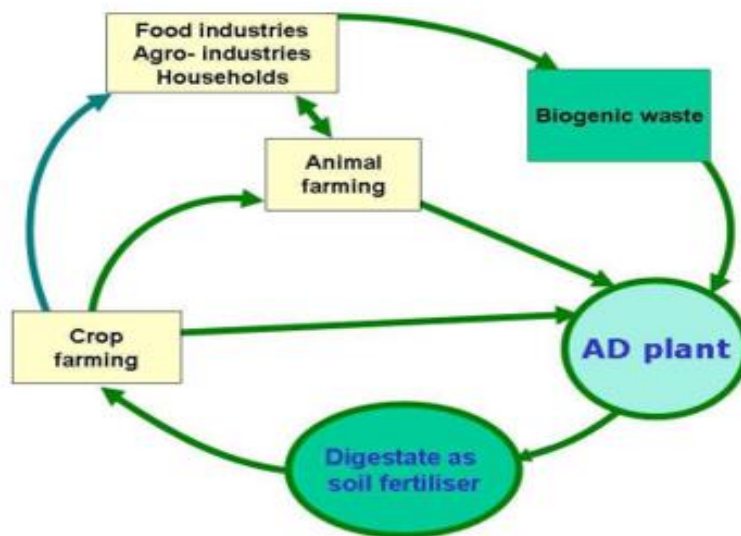 Food industries
Agro- industries
Households
Biogenic waste
Animal
farming
Crop
farming
AD plant
Digestate as
soil fertiliser